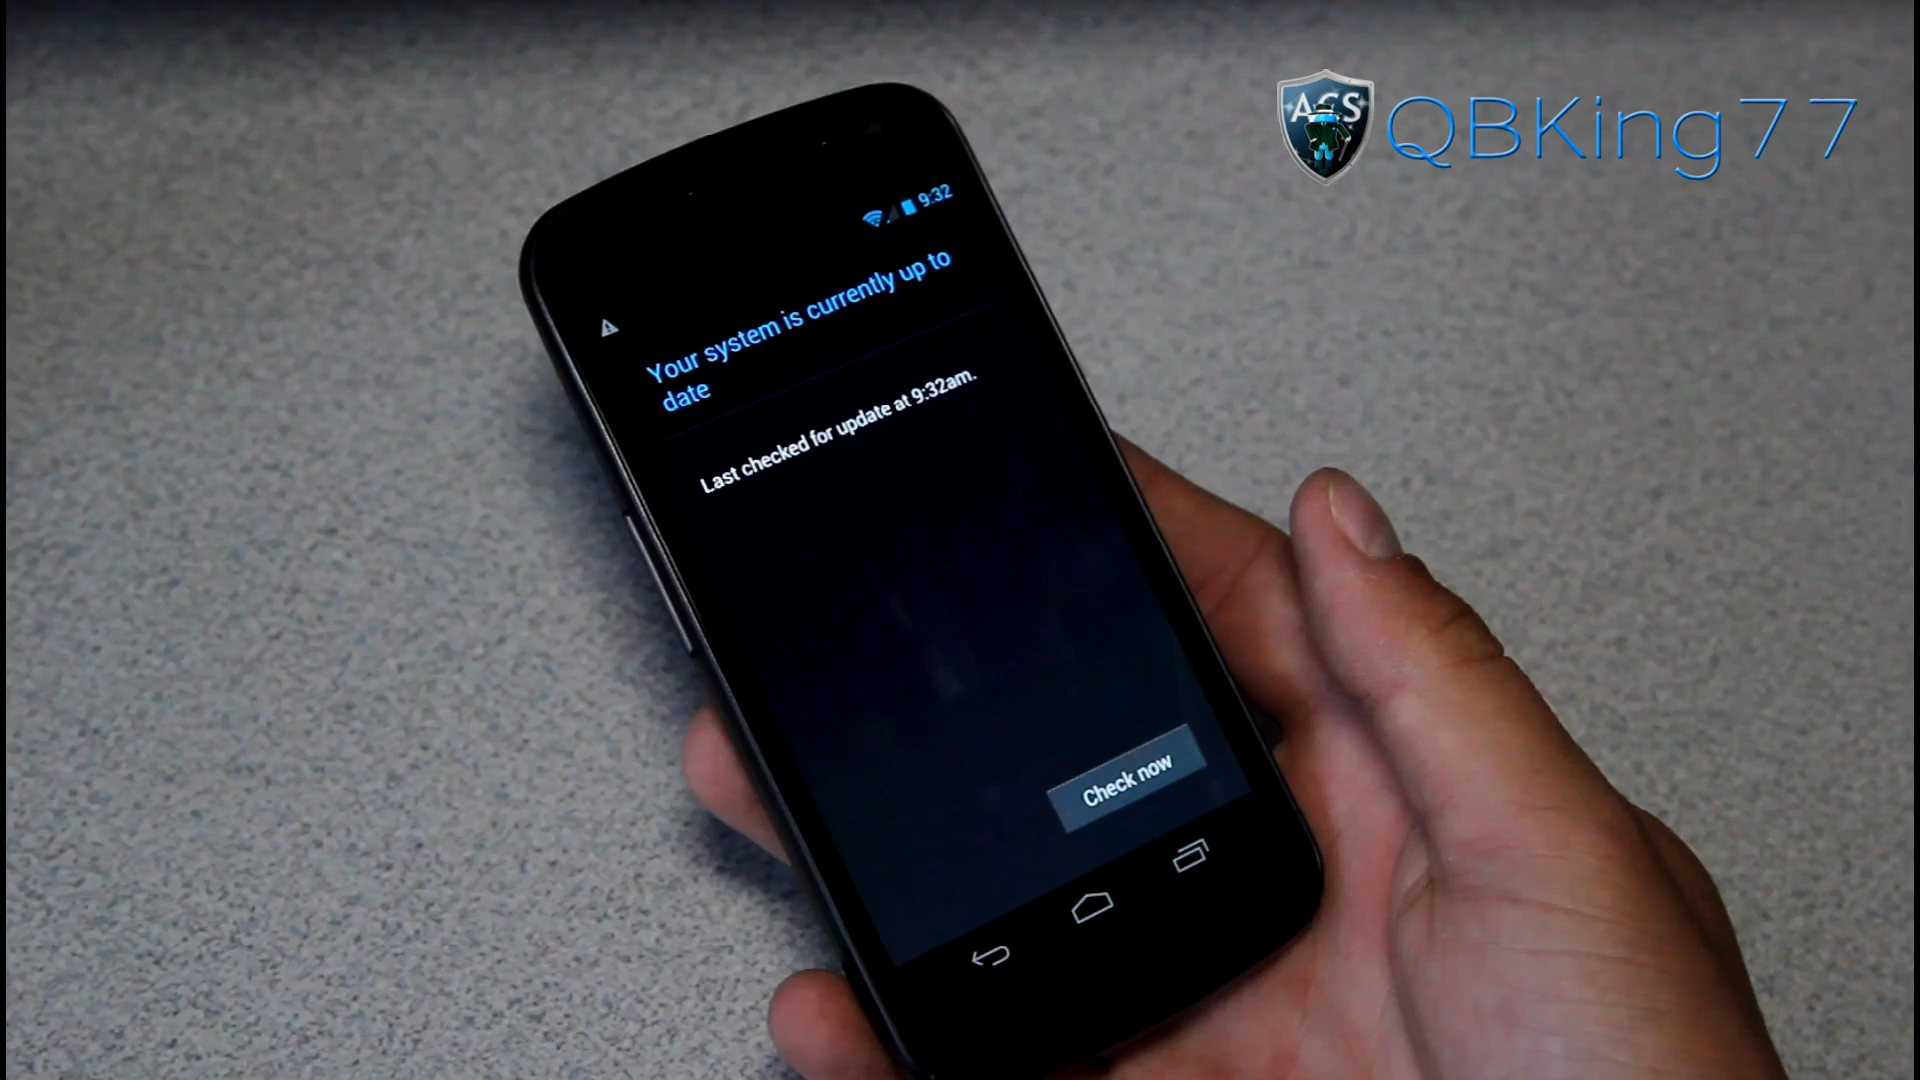 ACS QBKing77
9:32
Your system is currently up to
date
Last checked for update at 9:32am.
Check now